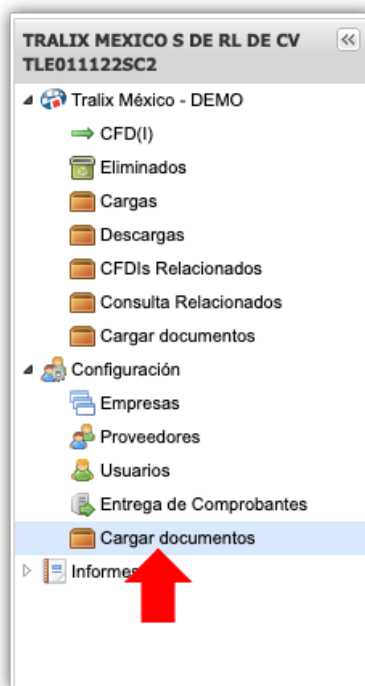 TRALIX MEXICO S DE RL DE CV
TLE011122SC2
Tralix México - DEMO
CFD(I)
Eliminados
Cargas
Descargas
CFDIs Relacionados
Consulta Relacionados
Cargar documentos
Configuración
Empresas
Proveedores
Usuarios
Entrega de Comprobantes
Cargar documentos
Informes